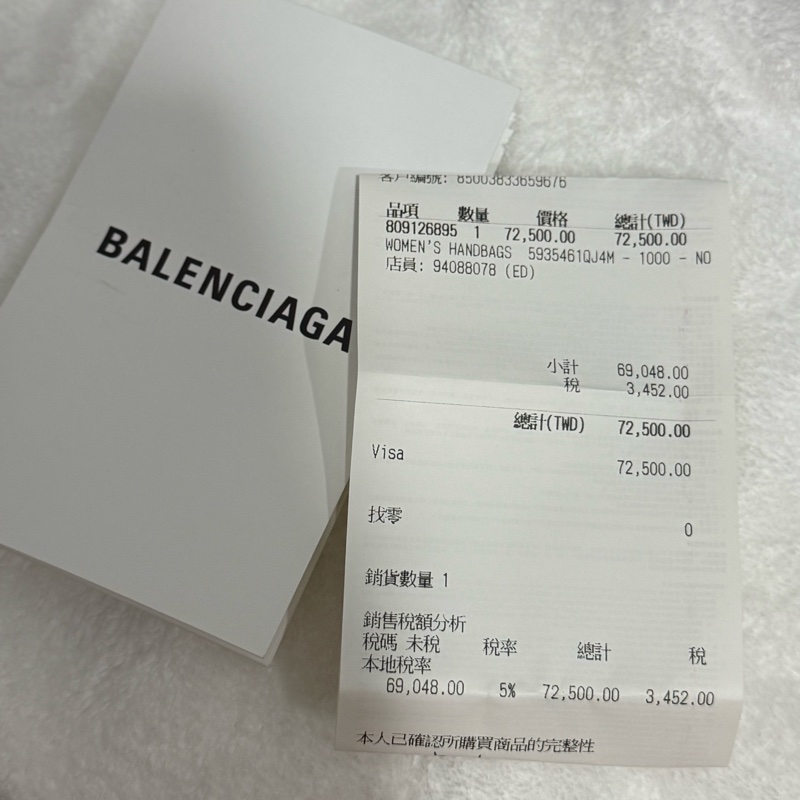 BALENCIAGA
客戶編號: 85003833659676
品項 數量 價格 總計(TWD)
809126895 1 72,500.00 72,500.00
WOMEN'S HANDBAGS 5935461QJ4M - 1000 - NO
店員: 94088078 (ED)
小計 69,048.00
稅 3,452.00
總計(TWD) 72,500.00
Visa 72,500.00
找零 0
銷貨數量 1
銷售稅額分析
稅碼 未稅 稅率 總計 稅
本地稅率
69,048.00 5% 72,500.00 3,452.00
本人已確認所購買商品的完整性